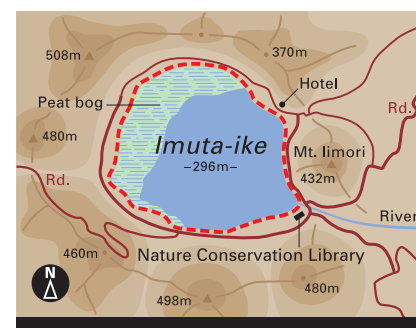 508m
370m
Hotel
Peat bog
Rd.
480m
Imuta-ike
–296m–
Mt. Iimori
432m
Rd.
River
460m
Nature Conservation Library
480m
498m
N